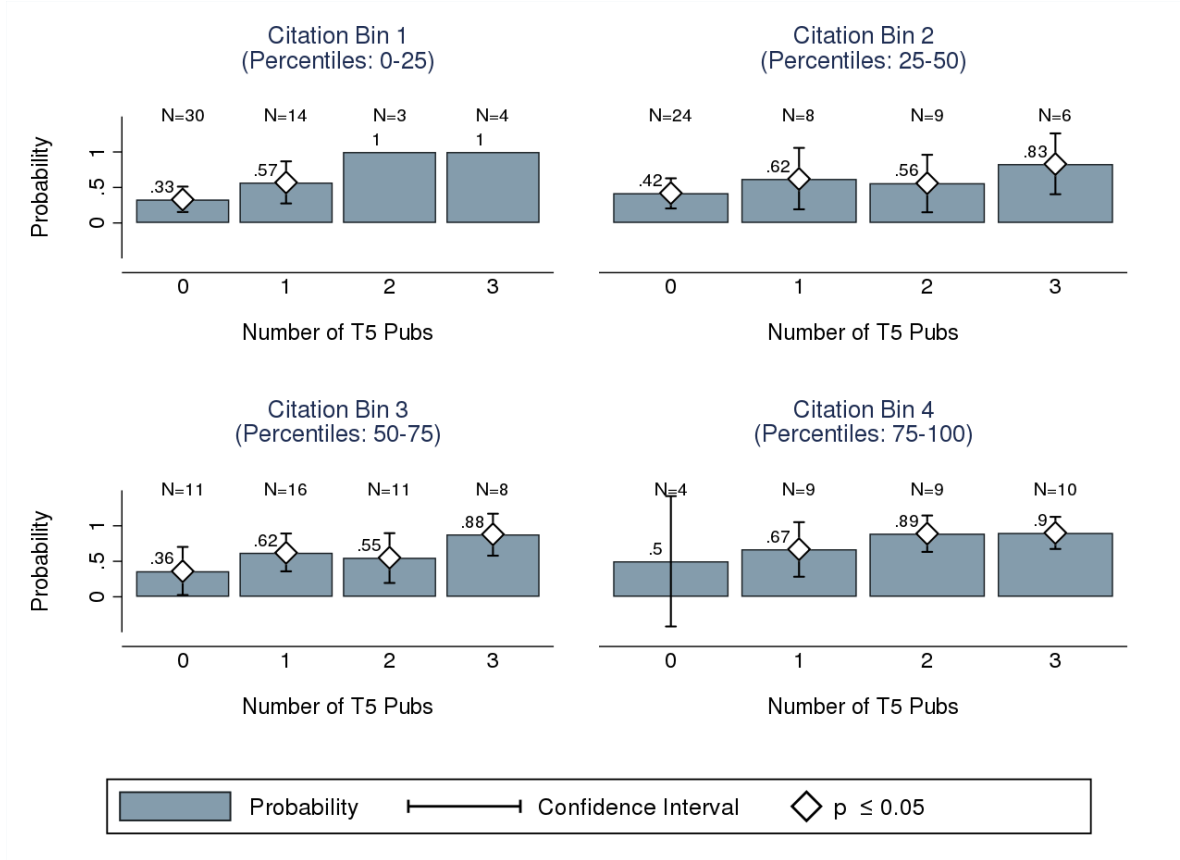 Citation Bin 1
(Percentiles: 0-25)
N=30 N=14 N=3 N=4
1 1
.33 .57
Probability
0 .5 1
0 1 2 3
Number of T5 Pubs
Citation Bin 2
(Percentiles: 25-50)
N=24 N=8 N=9 N=6
.42 .62 .56 .83
0 1 2 3
Number of T5 Pubs
Citation Bin 3
(Percentiles: 50-75)
N=11 N=16 N=11 N=8
.36 .62 .55 .88
Probability
0 .5 1
0 1 2 3
Number of T5 Pubs
Citation Bin 4
(Percentiles: 75-100)
N=4 N=9 N=9 N=10
.5 .67 .89 .9
0 1 2 3
Number of T5 Pubs
Probability Confidence Interval p ≤ 0.05